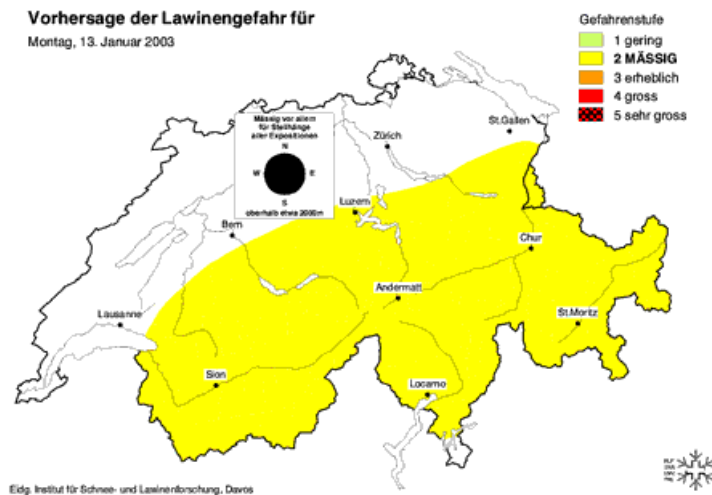 Vorhersage der Lawinengefahr für
Montag, 13. Januar 2003
Gefahrenstufe
1 gering
2 MÄSSIG
3 erheblich
4 gross
5 sehr gross
Mässig vor allem
für Steilhänge
aller Expositionen
N
W E
S
oberhalb etwa 2000m
Zürich
St.Gallen
Luzern
Bern
Chur
Andermatt
Lausanne
St.Moritz
Sion
Locarno
Eidg. Institut für Schnee- und Lawinenforschung, Davos